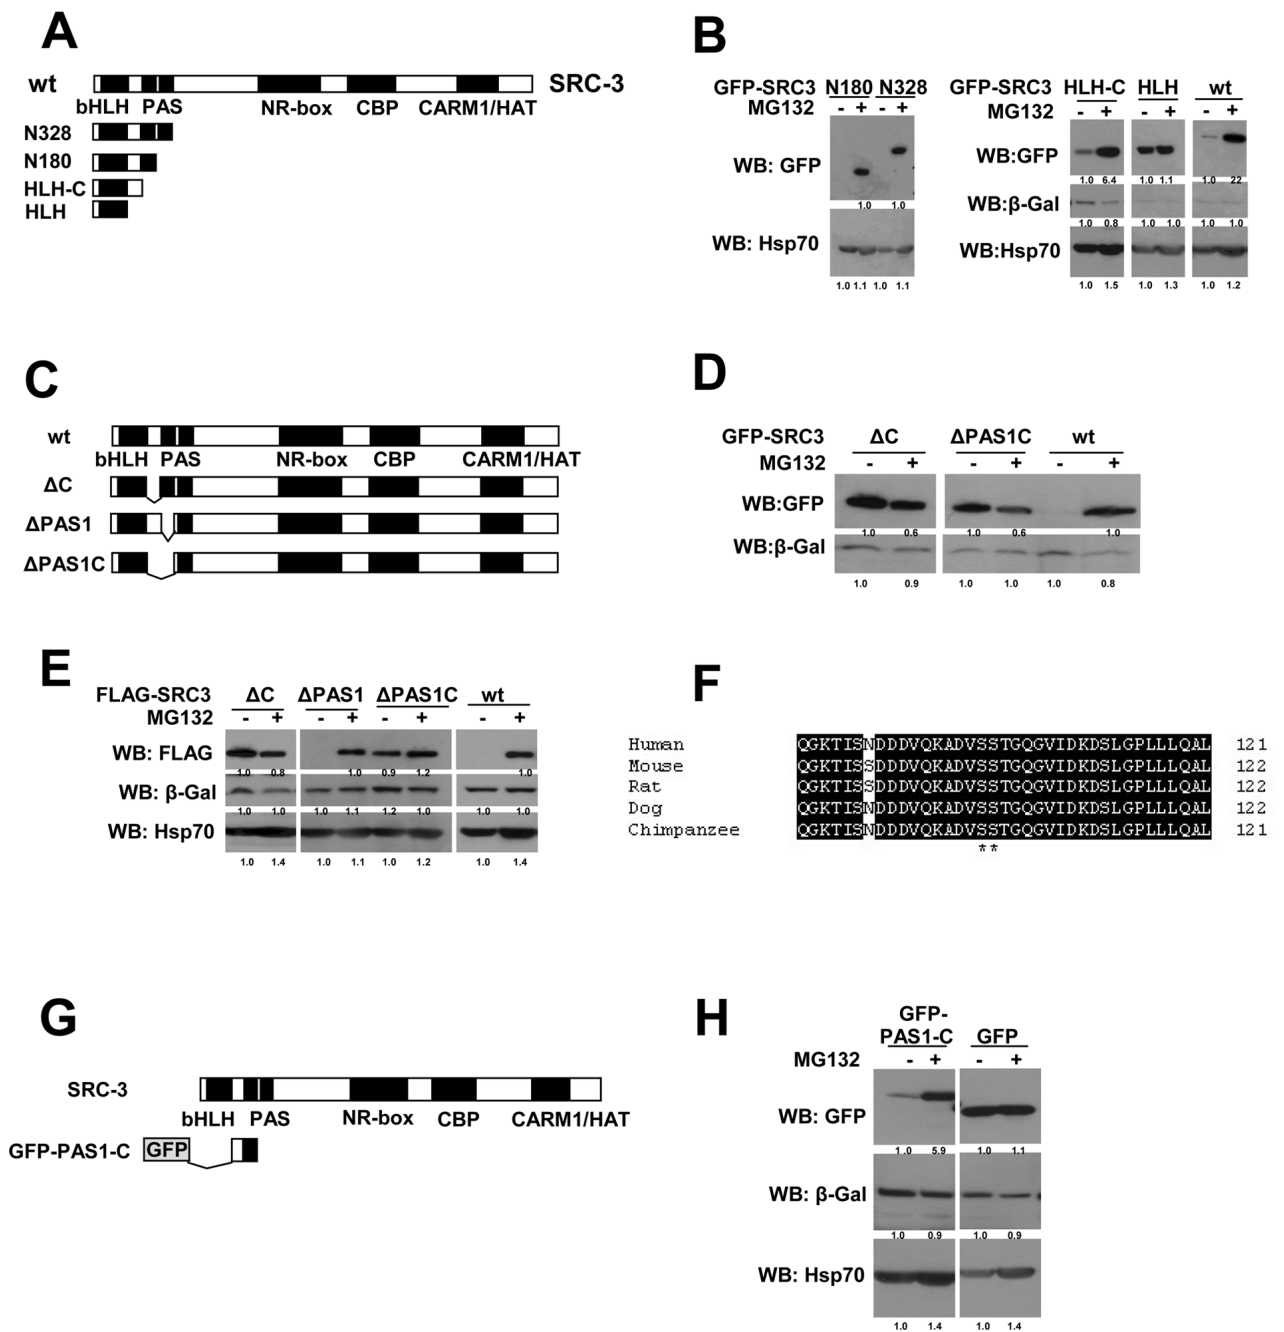 A
wt
SRC-3
bHLH PAS NR-box CBP CARM1/HAT
N328
N180
HLH-C
HLH
B
GFP-SRC3 N180 N328
MG132 - + - +
WB: GFP
1.0 1.0
WB: Hsp70
1.0 1.1 1.0 1.1
GFP-SRC3 HLH-C HLH wt
MG132 - + - + - +
WB:GFP
1.0 6.4 1.0 1.1 1.0 22
WB:β-Gal
1.0 0.8 1.0 1.0 1.0 1.0
WB:Hsp70
1.0 1.5 1.0 1.3 1.0 1.2
C
wt
bHLH PAS NR-box CBP CARM1/HAT
ΔC
ΔPAS1
ΔPAS1C
D
GFP-SRC3 ΔC ΔPAS1C wt
MG132 - + - + - +
WB:GFP
1.0 0.6 1.0 0.6 1.0
WB:β-Gal
1.0 0.9 1.0 1.0 1.0 0.8
E
FLAG-SRC3 ΔC ΔPAS1 ΔPAS1C wt
MG132 - + - + - + - +
WB: FLAG
1.0 0.8 1.0 0.9 1.2 1.0
WB: β-Gal
1.0 1.0 1.0 1.1 1.2 1.0 1.0 1.0
WB: Hsp70
1.0 1.4 1.0 1.1 1.0 1.2 1.0 1.4
F
Human QGKTISNDDDVQKADVSSTGQGVIDKDSLGPLLLQAL 121
Mouse QGKTISSDDDVQKADVSSTGQGVIDKDSLGPLLLQAL 122
Rat QGKTISSDDDVQKADVSSTGQGVIDKDSLGPLLLQAL 122
Dog QGKTISNDDDVQKADVSSTGQGVIDKDSLGPLLLQAL 122
Chimpanzee QGKTISNDDDVQKADVSSTGQGVIDKDSLGPLLLQAL 121
**
G
SRC-3
bHLH PAS NR-box CBP CARM1/HAT
GFP-PAS1-C GFP
H
GFP-
PAS1-C GFP
MG132 - + - +
WB: GFP
1.0 5.9 1.0 1.1
WB: β-Gal
1.0 0.9 1.0 0.9
WB: Hsp70
1.0 1.4 1.0 1.4